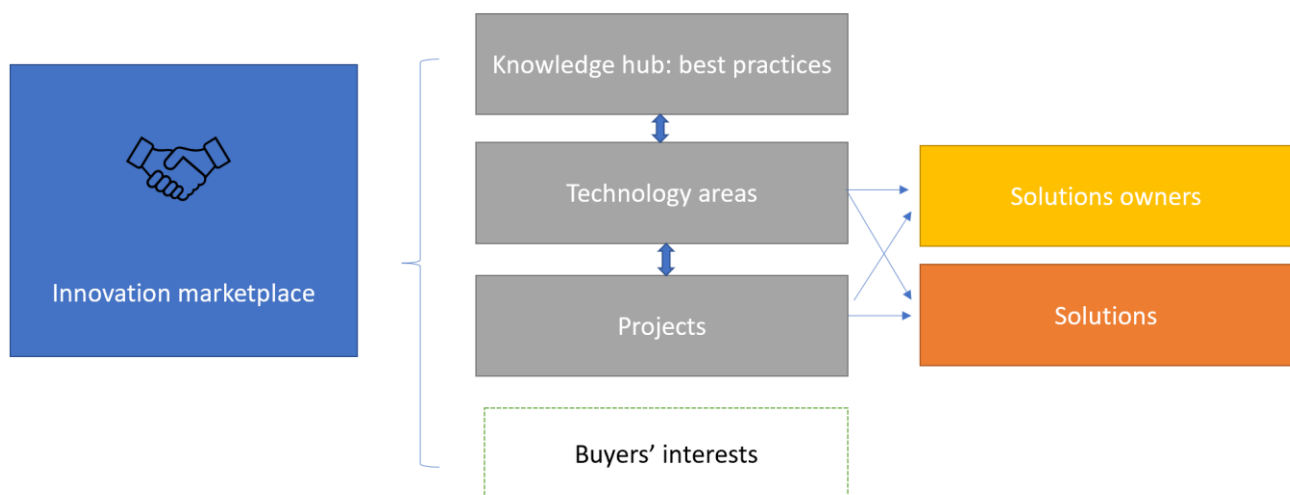 Innovation marketplace
Knowledge hub: best practices
Technology areas
Projects
Buyers’ interests
Solutions owners
Solutions